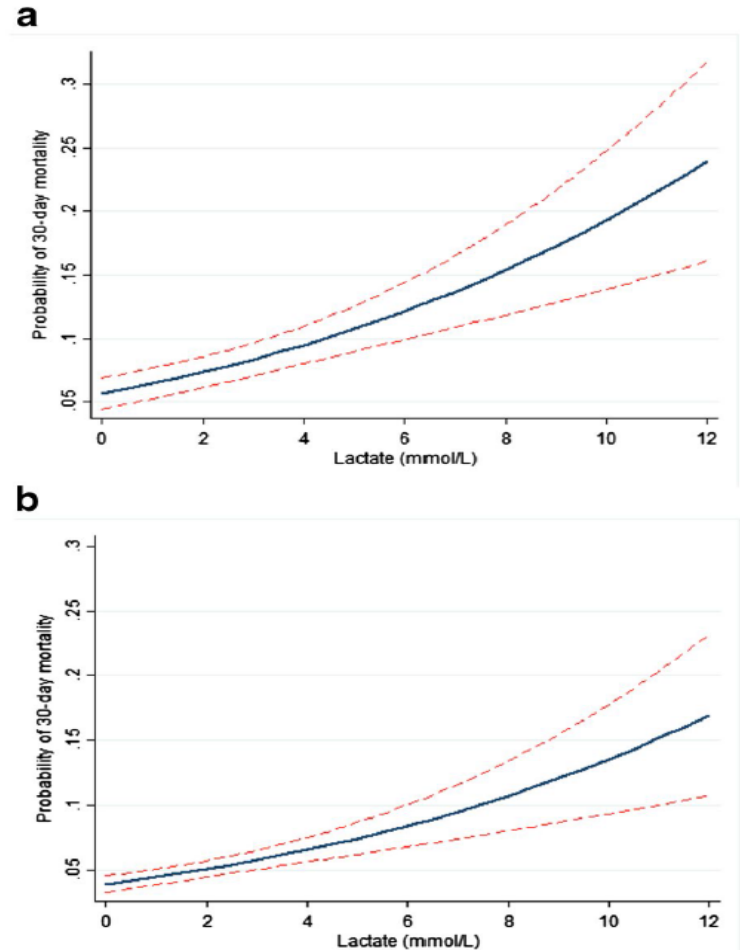 a
.3
.25
.2
.15
.1
.05
Probability of 30-day mortality
0 2 4 6 8 10 12
Lactate (mmol/L)
b
.3
.25
.2
.15
.1
.05
Probability of 30-day mortality
0 2 4 6 8 10 12
Lactate (mmol/L)